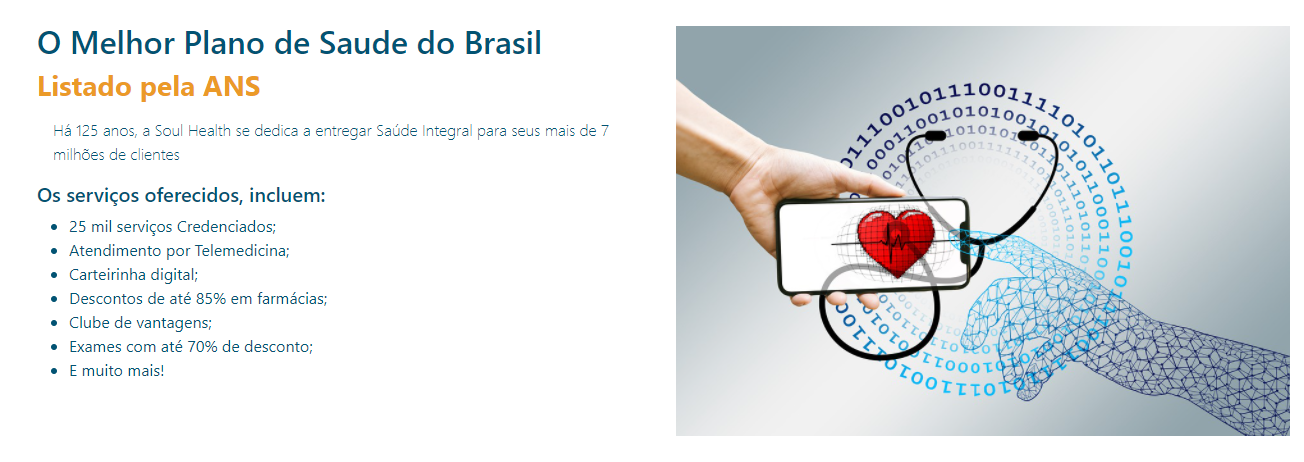 O Melhor Plano de Saude do Brasil
Listado pela ANS
Há 125 anos, a Soul Health se dedica a entregar Saúde Integral para seus mais de 7
milhões de clientes
Os serviços oferecidos, incluem:
25 mil serviços Credenciados;
Atendimento por Telemedicina;
Carteirinha digital;
Descontos de até 85% em farmácias;
Clube de vantagens;
Exames com até 70% de desconto;
E muito mais!